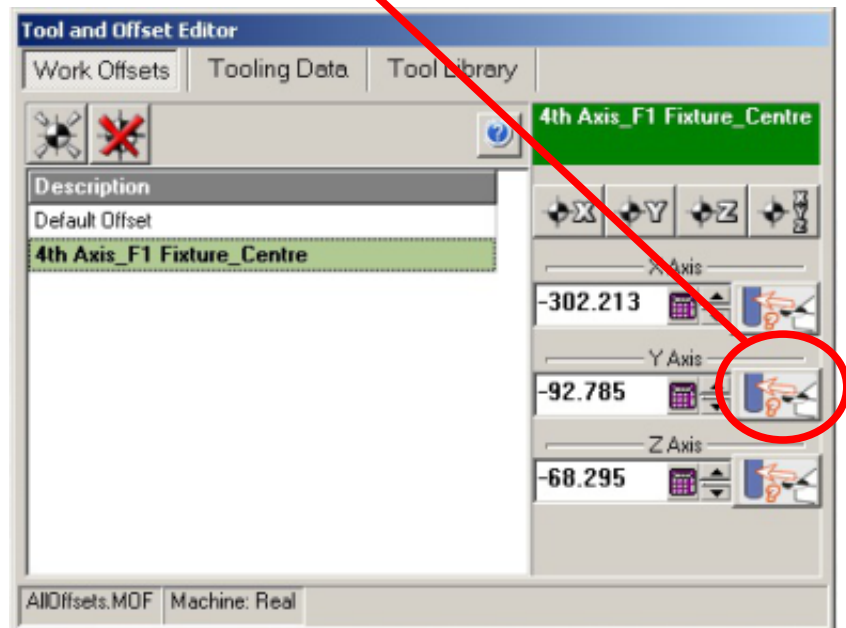 Tool and Offset Editor
Work Offsets Tooling Data Tool Library
4th Axis_F1 Fixture_Centre
X Y Z X Y Z
Description
Default Offset
4th Axis_F1 Fixture_Centre
X Axis
-302.213
Y Axis
-92.785
Z Axis
-68.295
AllOffsets.MOF Machine: Real